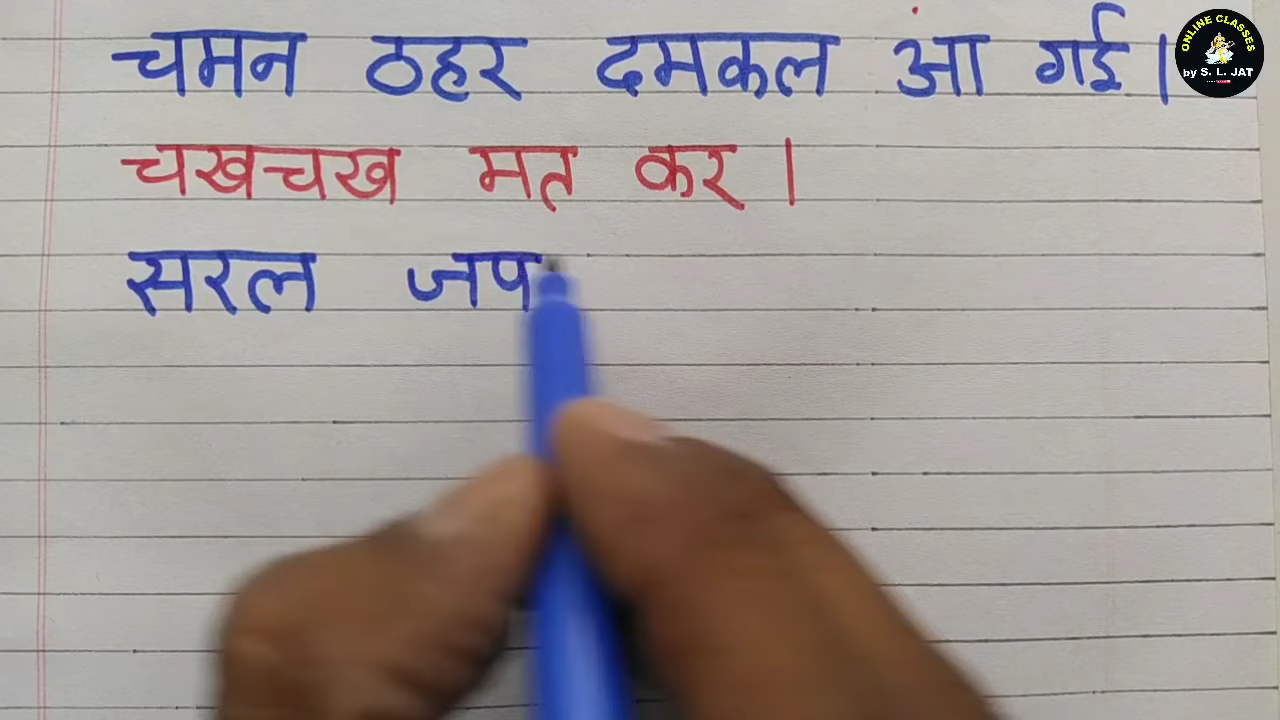 चमन ठहर दमकल आ गई।
चखचख मत कर।
सरल जप
ONLINE CLASSES
by S. L. JAT